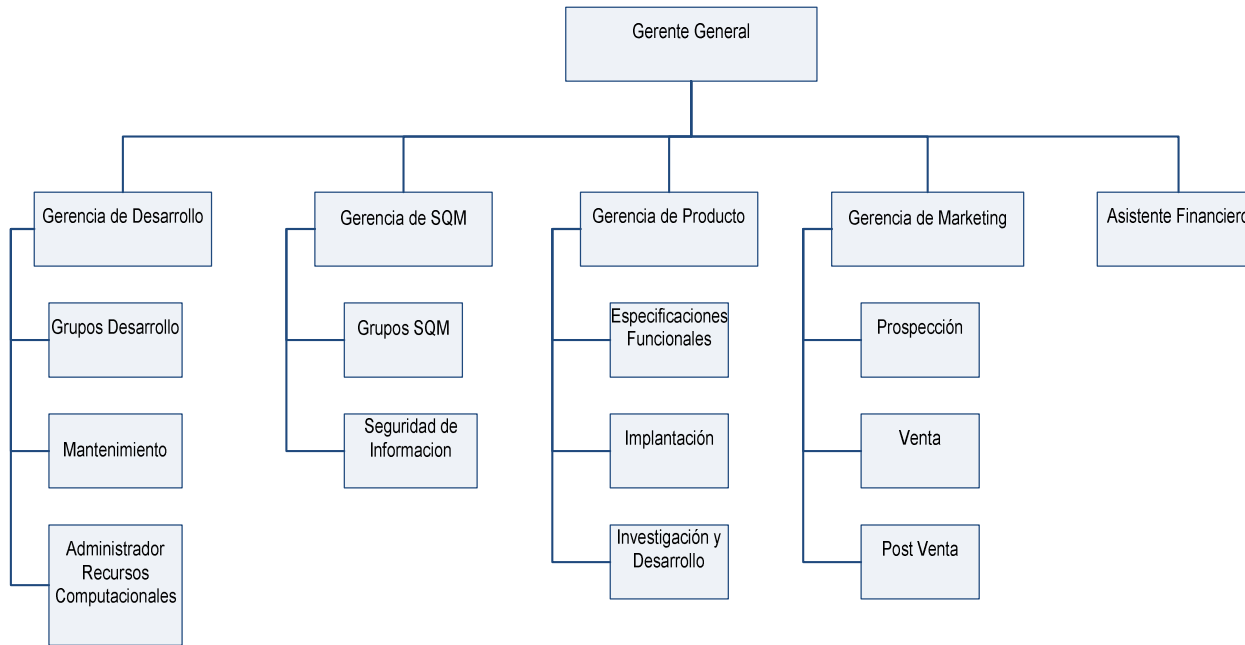 Gerente General
Gerencia de Desarrollo
Gerencia de SQM
Gerencia de Producto
Gerencia de Marketing
Asistente Financiero
Grupos Desarrollo
Grupos SQM
Especificaciones
Funcionales
Prospección
Mantenimiento
Seguridad de
Informacion
Implantación
Venta
Administrador
Recursos
Computacionales
Investigación y
Desarrollo
Post Venta